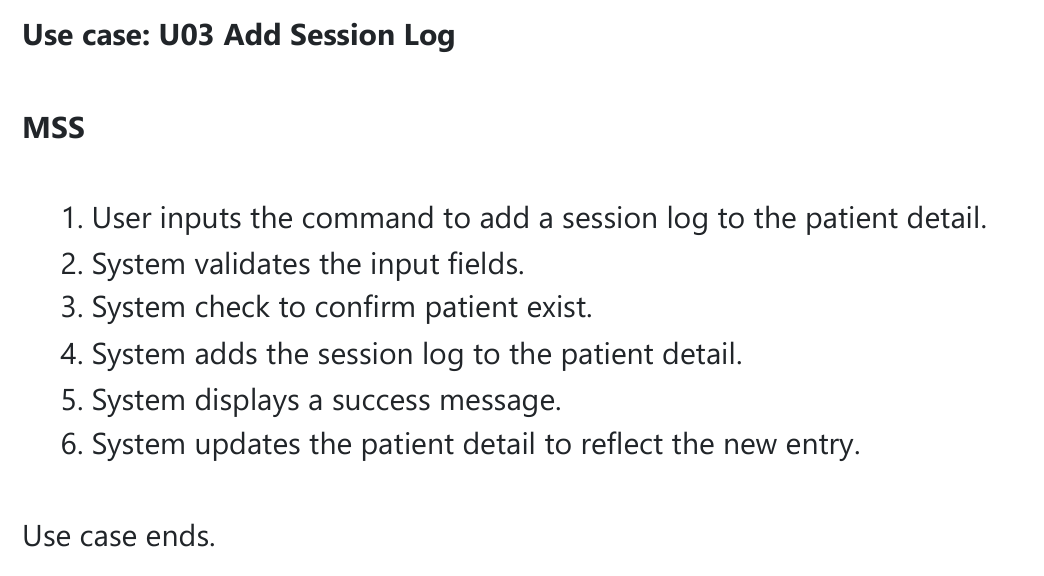 Use case: U03 Add Session Log
MSS
1. User inputs the command to add a session log to the patient detail.
2. System validates the input fields.
3. System check to confirm patient exist.
4. System adds the session log to the patient detail.
5. System displays a success message.
6. System updates the patient detail to reflect the new entry.
Use case ends.